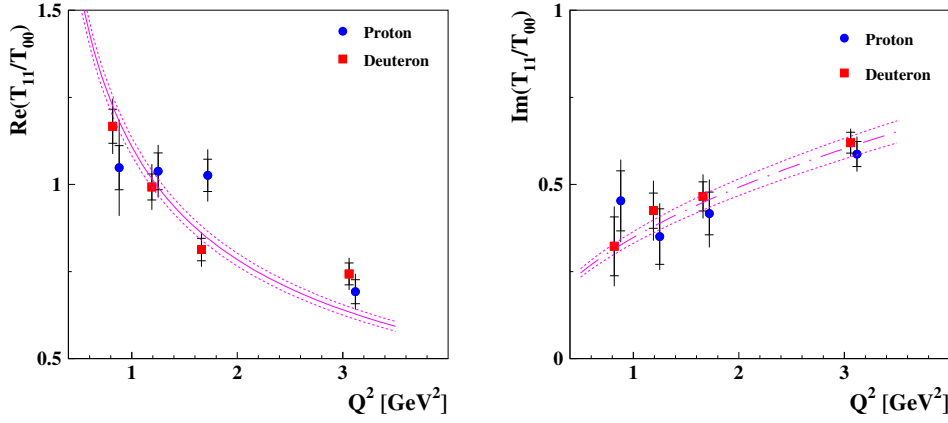 Re(T₁₁/T₀₀)
1.5
1
0.5
Proton
Deuteron
1 2 3
Q² [GeV²]
Im(T₁₁/T₀₀)
1
0.5
0
Proton
Deuteron
1 2 3
Q² [GeV²]